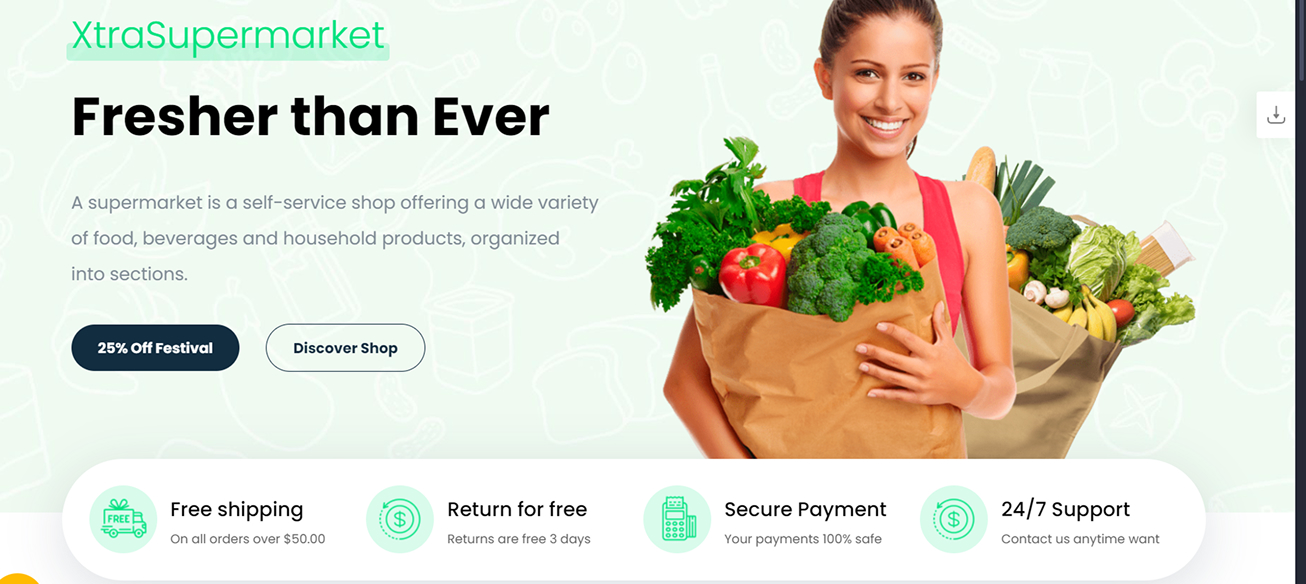 XtraSupermarket
Fresher than Ever
A supermarket is a self-service shop offering a wide variety
of food, beverages and household products, organized
into sections.
25% Off Festival
Discover Shop
FREE
Free shipping
On all orders over $50.00
$
Return for free
Returns are free 3 days
Secure Payment
Your payments 100% safe
$
24/7 Support
Contact us anytime want